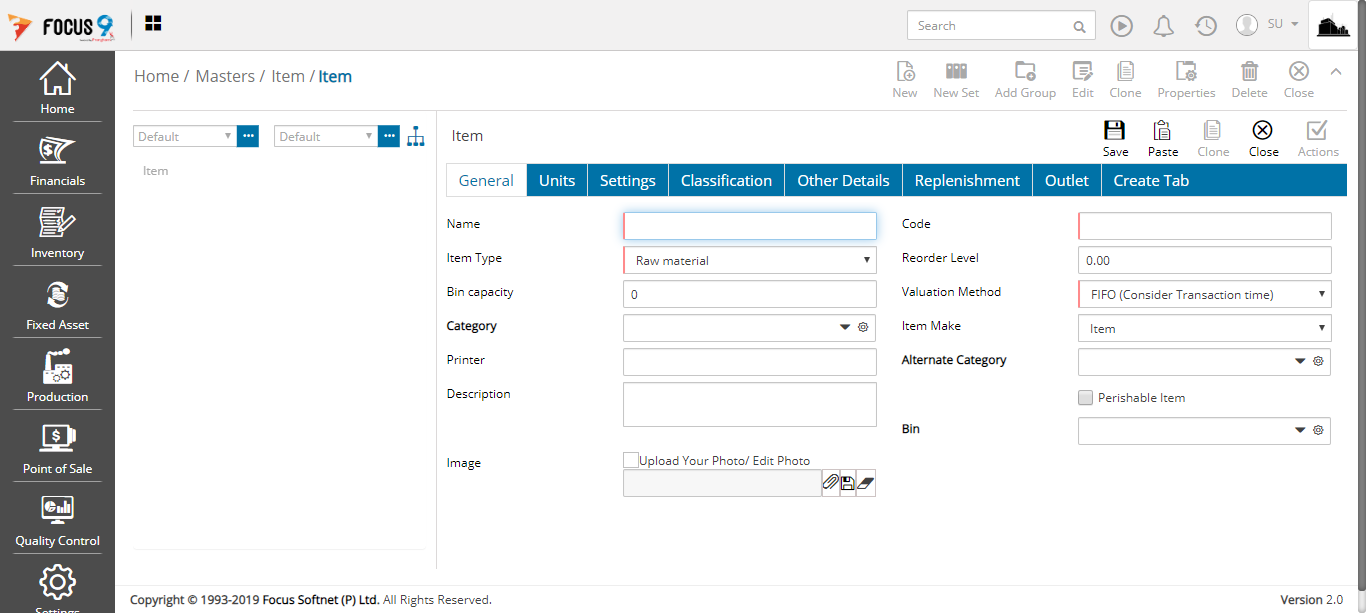 FOCUS 9
Search
SU
Home / Masters / Item / Item
New
New Set
Add Group
Edit
Clone
Properties
Delete
Close
Home
Financials
Inventory
Fixed Asset
Production
Point of Sale
Quality Control
Settings
Default
Default
Item
Item
Save
Paste
Clone
Close
Actions
General
Units
Settings
Classification
Other Details
Replenishment
Outlet
Create Tab
Name
Code
Item Type
Raw material
Reorder Level
0.00
Bin capacity
0
Valuation Method
FIFO (Consider Transaction time)
Category
Item Make
Item
Printer
Alternate Category
Description
Perishable Item
Bin
Image
Upload Your Photo/ Edit Photo
Copyright © 1993-2019 Focus Softnet (P) Ltd. All Rights Reserved.
Version 2.0